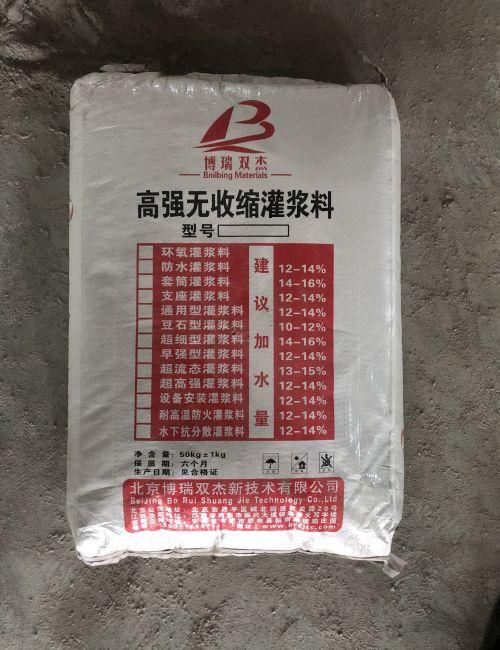 博瑞双杰
Bnilbing Materials
高强无收缩灌浆料
型号
建议加水量
环氧灌浆料 12-14%
防水灌浆料 14-16%
套筒灌浆料 12-14%
支座灌浆料 12-14%
通用型灌浆料 10-12%
豆石型灌浆料 14-16%
超细型灌浆料 12-14%
早强型灌浆料 13-15%
超流态灌浆料 12-14%
超高强灌浆料 12-14%
设备安装灌浆料 12-14%
耐高温防火灌浆料 12-14%
水下抗分散灌浆料
净含量：50kg±1kg
保质期：六个月
生产日期：见合格证
北京博瑞双杰新技术有限公司
BeiJing Bo Rui Shuang Jie Technology Co.,Ltd